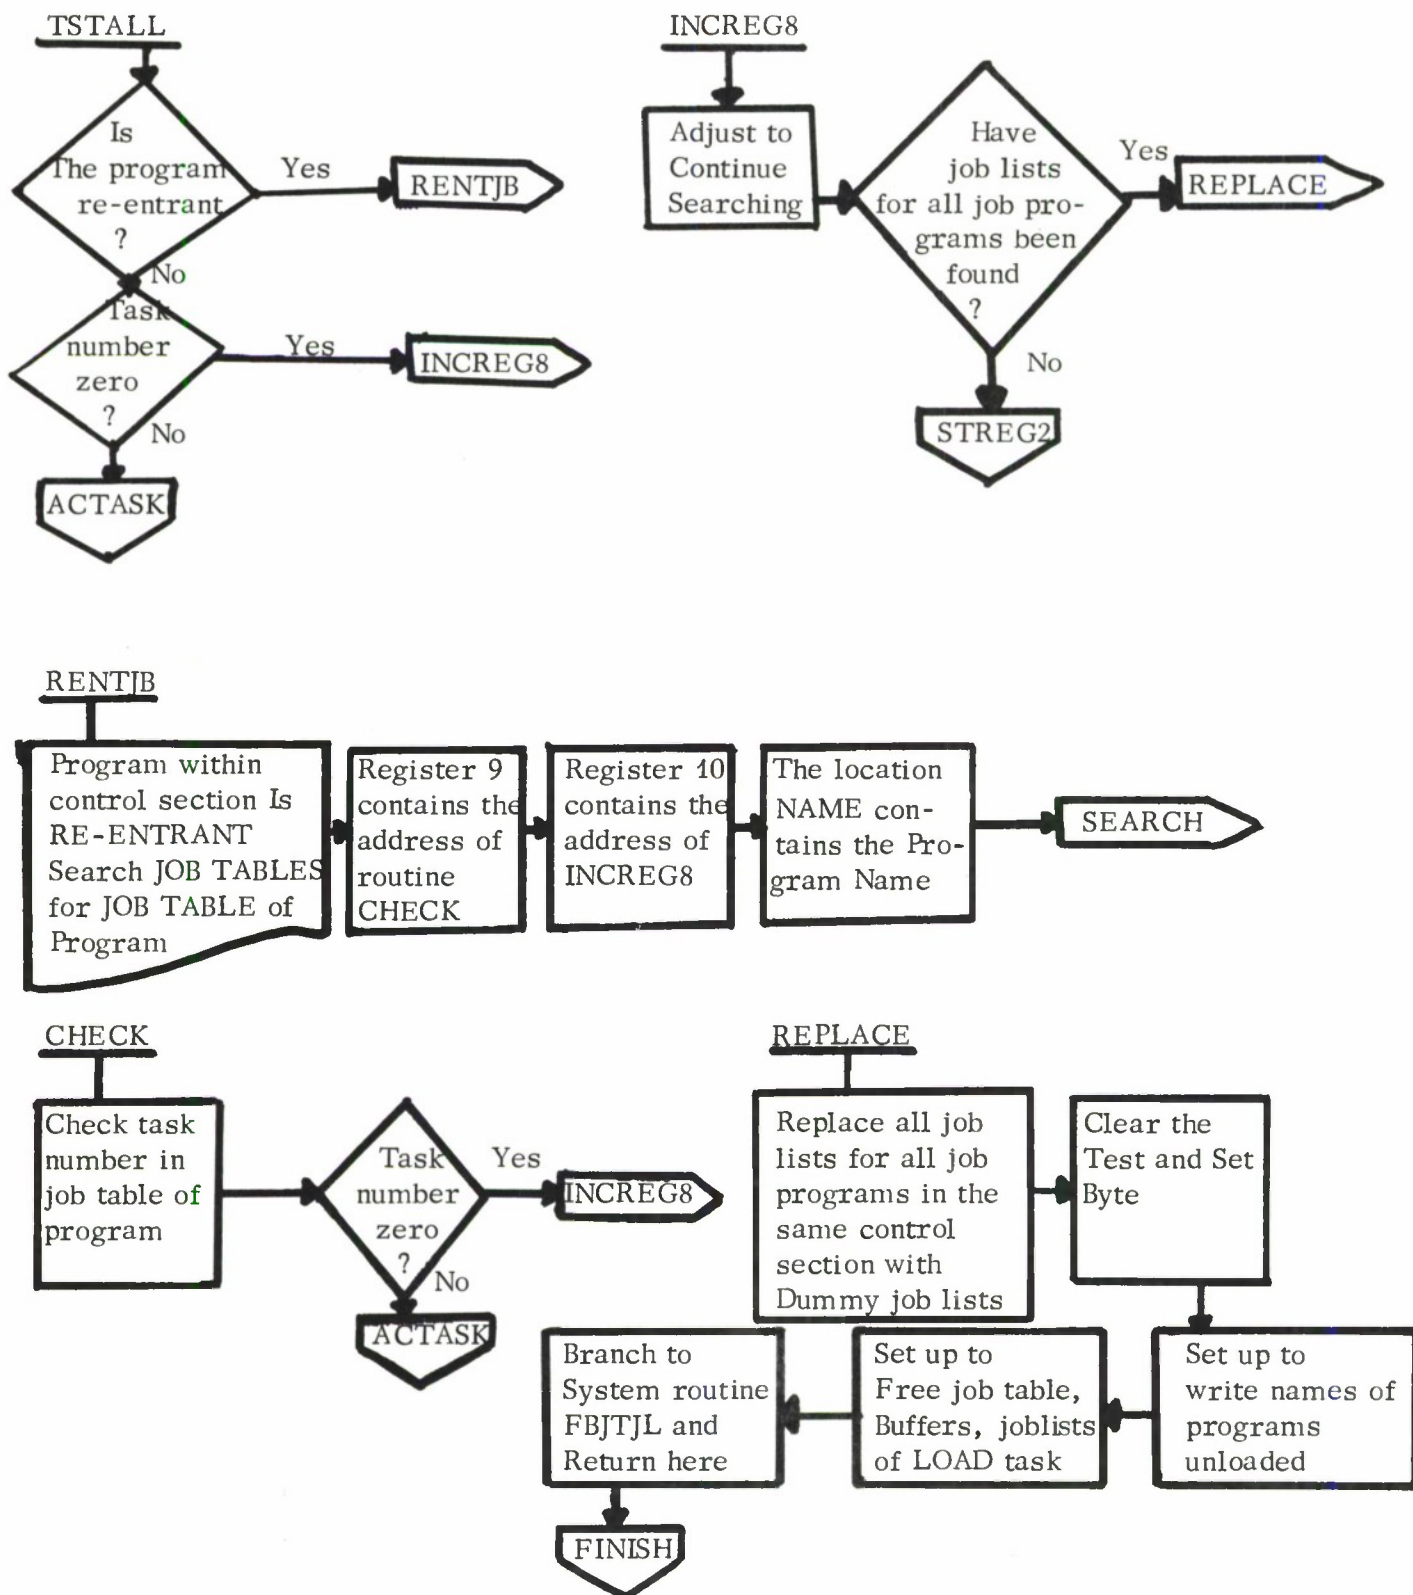 TSTALL
Is
The program
re-entrant
?
Yes
RENTJB
No
Task
number
zero
?
Yes
INCREG8
No
ACTASK
INCREG8
Adjust to
Continue
Searching
Have
job lists
for all job pro-
grams been
found
?
Yes
REPLACE
No
STREG2
RENTJB
Program within
control section Is
RE-ENTRANT
Search JOB TABLES
for JOB TABLE of
Program
Register 9
contains the
address of
routine
CHECK
Register 10
contains the
address of
INCREG8
The location
NAME con-
tains the Pro-
gram Name
SEARCH
CHECK
Check task
number in
job table of
program
Task
number
zero
?
Yes
INCREG8
No
ACTASK
REPLACE
Replace all job
lists for all job
programs in the
same control
section with
Dummy job lists
Clear the
Test and Set
Byte
Set up to
write names of
programs
unloaded
Set up to
Free job table,
Buffers, joblists
of LOAD task
Branch to
System routine
FBJTJL and
Return here
FINISH